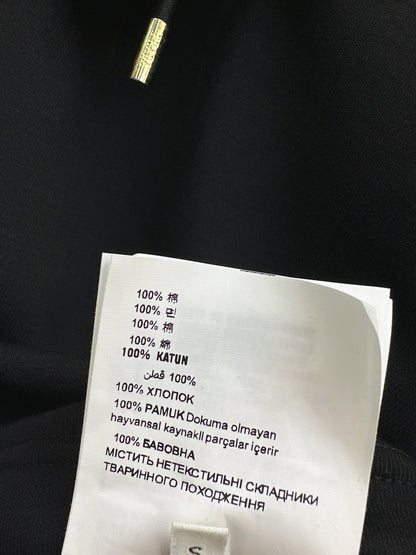 100% 棉
100% 면
100% 棉
100% 綿
100% KATUN
100% قطن
100% ХЛОПОК
100% PAMUK Dokuma olmayan
hayvansal kaynakli parçalar içerir
100% БАВОВНА
МІСТИТЬ НЕТЕКСТИЛЬНІ СКЛАДНИКИ
ТВАРИННОГО ПОХОДЖЕННЯ
S